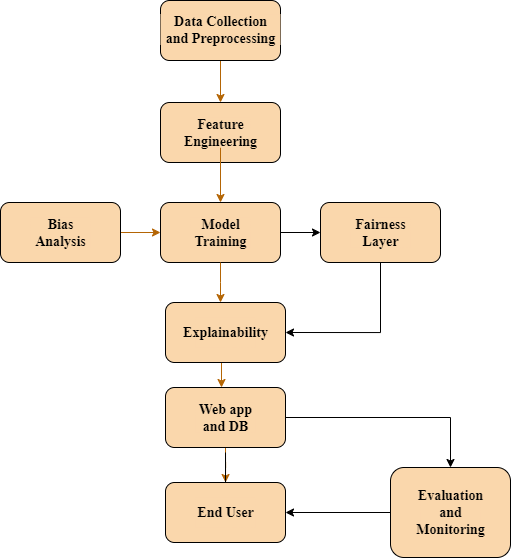 Data Collection
and Preprocessing
Feature
Engineering
Bias
Analysis
Model
Training
Fairness
Layer
Explainability
Web app
and DB
End User
Evaluation
and
Monitoring